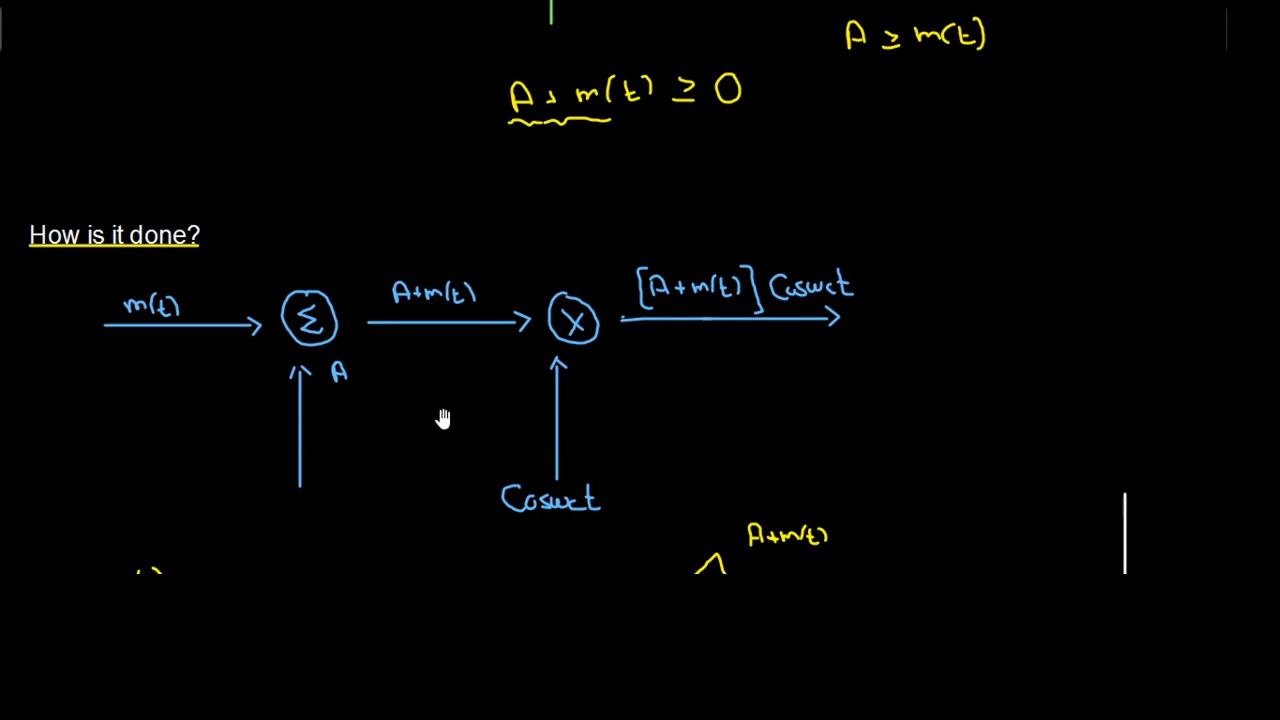 A ≥ m(t)
A + m(t) ≥ 0
How is it done?
m(t)
Σ
A+m(t)
X
[A+m(t)] Coswct
A
Coswct
A+m(t)